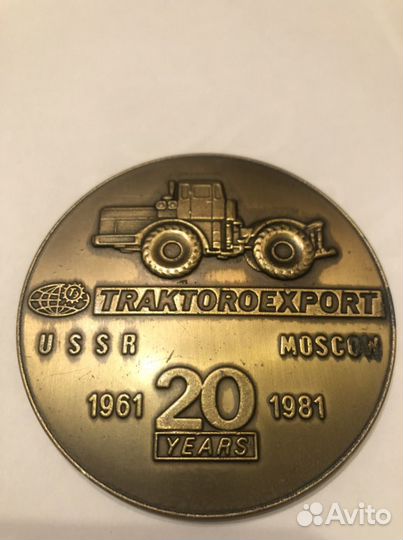 TRAKTOROEXPORT
USSR MOSCOW
1961 20 1981
YEARS
Avito